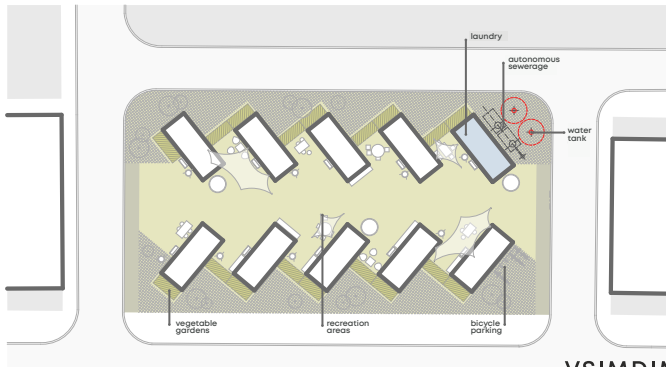 laundry
autonomous
sewerage
water
tank
vegetable
gardens
recreation
areas
bicycle
parking